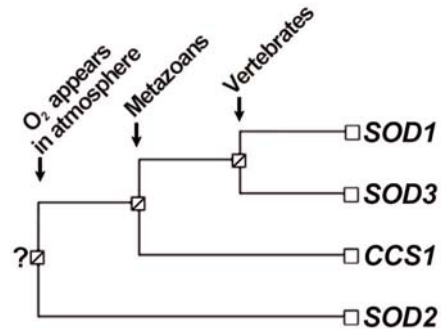 O₂ appears
in atmosphere
Metazoans
Vertebrates
SOD1
SOD3
CCS1
?
SOD2